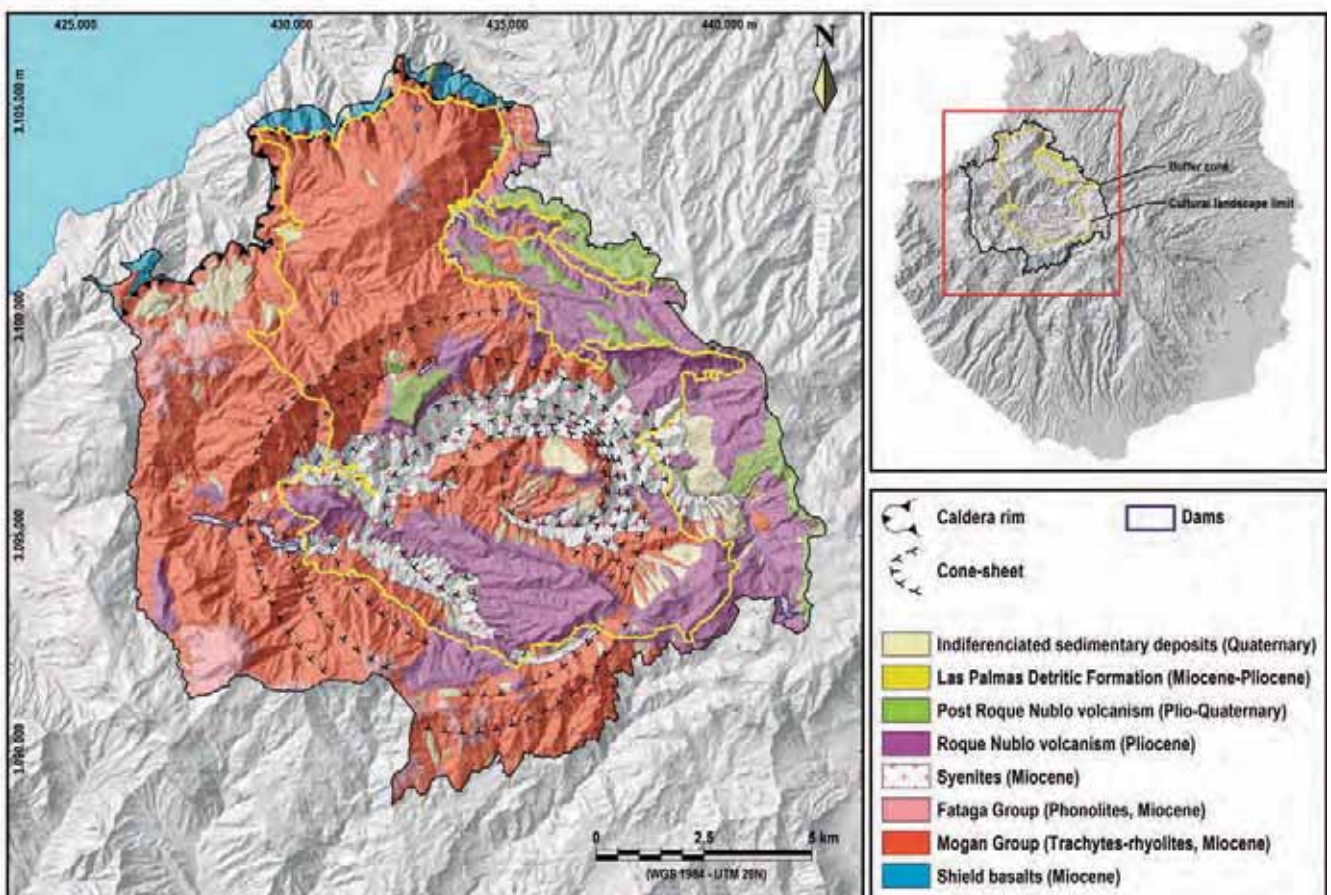 425.000
430.000
435.000
440.000 m
N
3.105.000 m
3.100.000
3.095.000
3.090.000
0 2,5 5 km
(WGS 1984 - UTM 28N)
Buffer zone
Cultural landscape limit
Caldera rim
Dams
Cone-sheet
Indiferenciated sedimentary deposits (Quaternary)
Las Palmas Detritic Formation (Miocene-Pliocene)
Post Roque Nublo volcanism (Plio-Quaternary)
Roque Nublo volcanism (Pliocene)
Syenites (Miocene)
Fataga Group (Phonolites, Miocene)
Mogan Group (Trachytes-rhyolites, Miocene)
Shield basalts (Miocene)